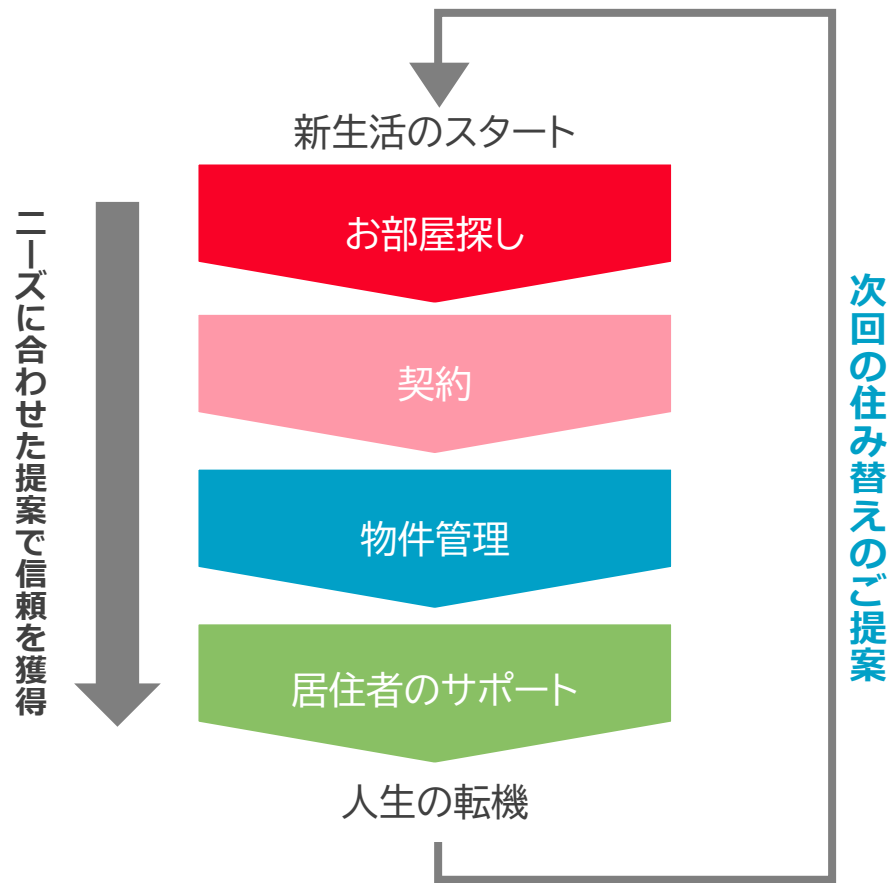 新生活のスタート
お部屋探し
契約
物件管理
居住者のサポート
人生の転機
ニーズに合わせた提案で信頼を獲得
次回の住み替えのご提案